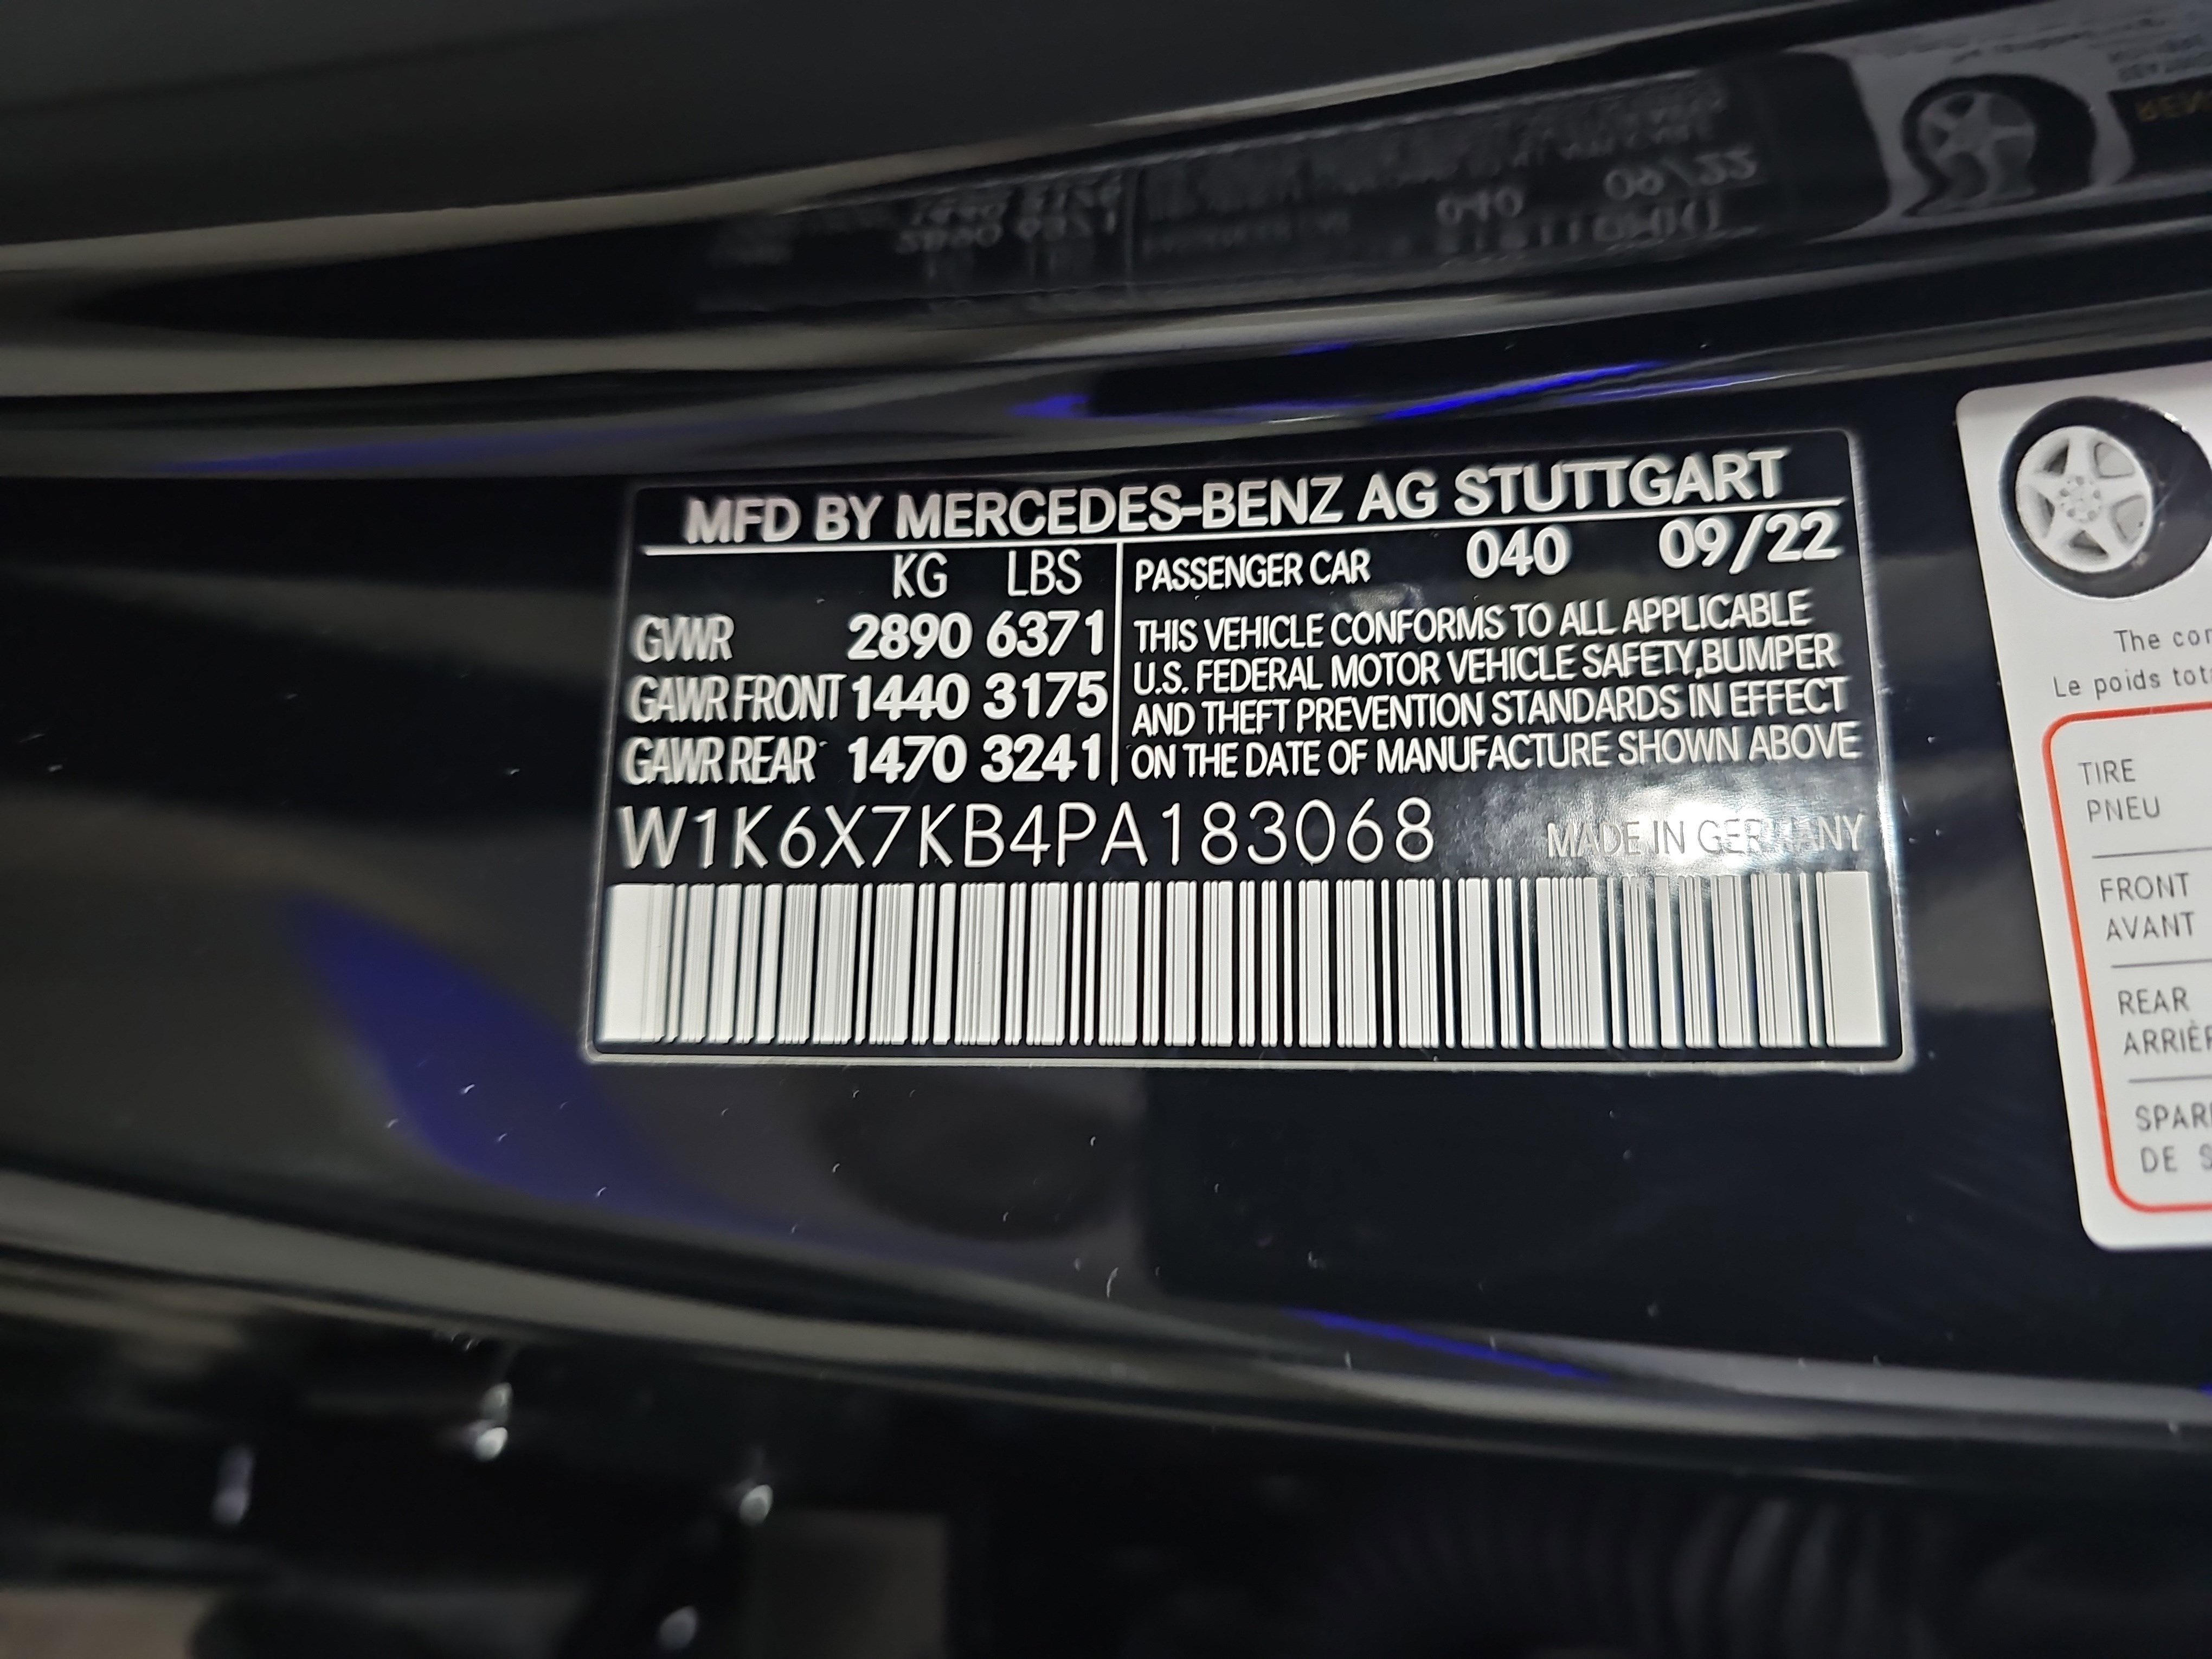 MFD BY MERCEDES-BENZ AG STUTTGART
KG LBS
GVWR 2890 6371
GAWR FRONT 1440 3175
GAWR REAR 1470 3241
PASSENGER CAR 040 09/22
THIS VEHICLE CONFORMS TO ALL APPLICABLE
U.S. FEDERAL MOTOR VEHICLE SAFETY,BUMPER
AND THEFT PREVENTION STANDARDS IN EFFECT
ON THE DATE OF MANUFACTURE SHOWN ABOVE
W1K6X7KB4PA183068
MADE IN GERMANY
The
Le poids
TIRE
PNEU
FRONT
AVANT
REAR
DE